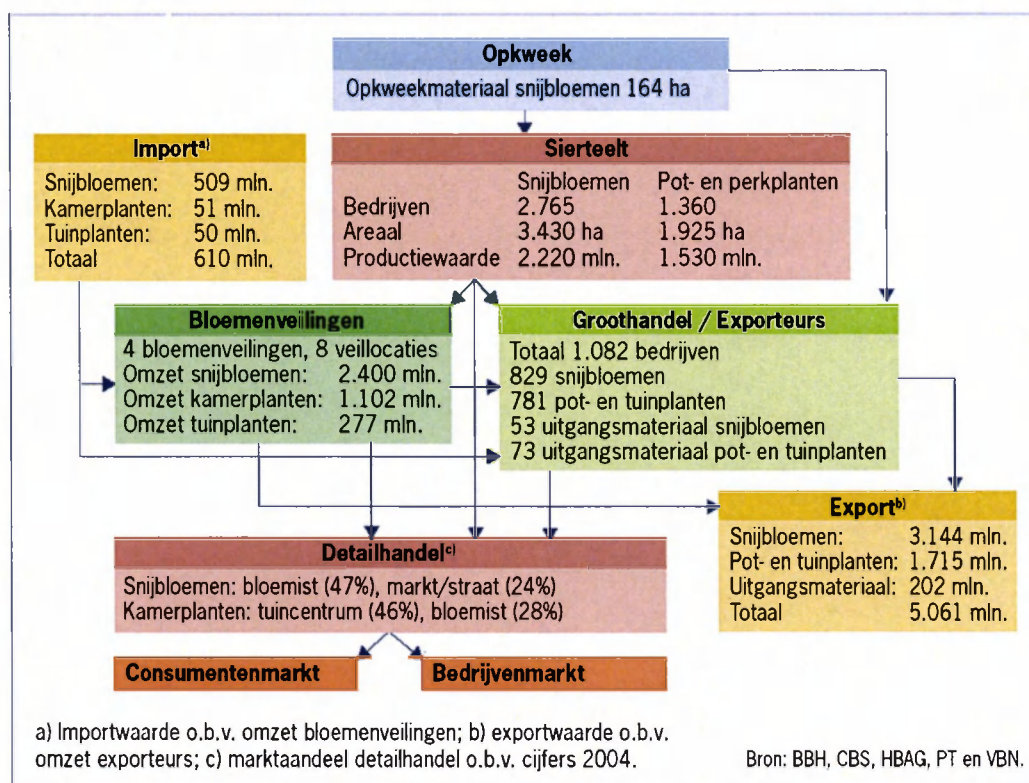 Opkweek
Opkweekmateriaal snijbloemen 164 ha
Importa)
Snijbloemen: 509 mln.
Kamerplanten: 51 mln.
Tuinplanten: 50 mln.
Totaal 610 mln.
Sierteelt
Snijbloemen Pot- en perkplanten
Bedrijven 2.765 1.360
Areaal 3.430 ha 1.925 ha
Productiewaarde 2.220 mln. 1.530 mln.
Bloemenveilingen
4 bloemenveilingen, 8 veillocaties
Omzet snijbloemen: 2.400 mln.
Omzet kamerplanten: 1.102 mln.
Omzet tuinplanten: 277 mln.
Groothandel / Exporteurs
Totaal 1.082 bedrijven
829 snijbloemen
781 pot- en tuinplanten
53 uitgangsmateriaal snijbloemen
73 uitgangsmateriaal pot- en tuinplanten
Exportb)
Snijbloemen: 3.144 mln.
Pot- en tuinplanten: 1.715 mln.
Uitgangsmateriaal: 202 mln.
Totaal 5.061 mln.
Detailhandelc)
Snijbloemen: bloemist (47%), markt/straat (24%)
Kamerplanten: tuincentrum (46%), bloemist (28%)
Consumentenmarkt
Bedrijvenmarkt
a) Importwaarde o.b.v. omzet bloemenveilingen; b) exportwaarde o.b.v.
omzet exporteurs; c) marktaandeel detailhandel o.b.v. cijfers 2004.
Bron: BBH, CBS, HBAG, PT en VBN.